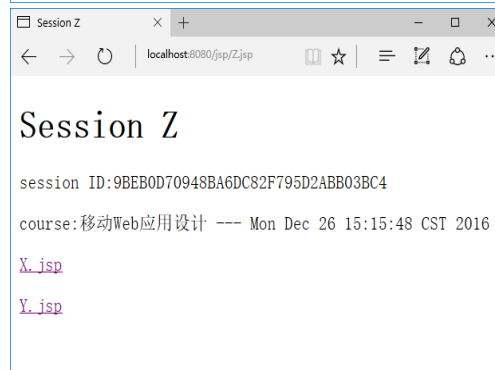 Session Z
localhost:8080/jsp/Z.jsp
Session Z
session ID:9BEB0D70948BA6DC82F795D2ABB03BC4
course:移动Web应用设计 --- Mon Dec 26 15:15:48 CST 2016
X.jsp
Y.jsp